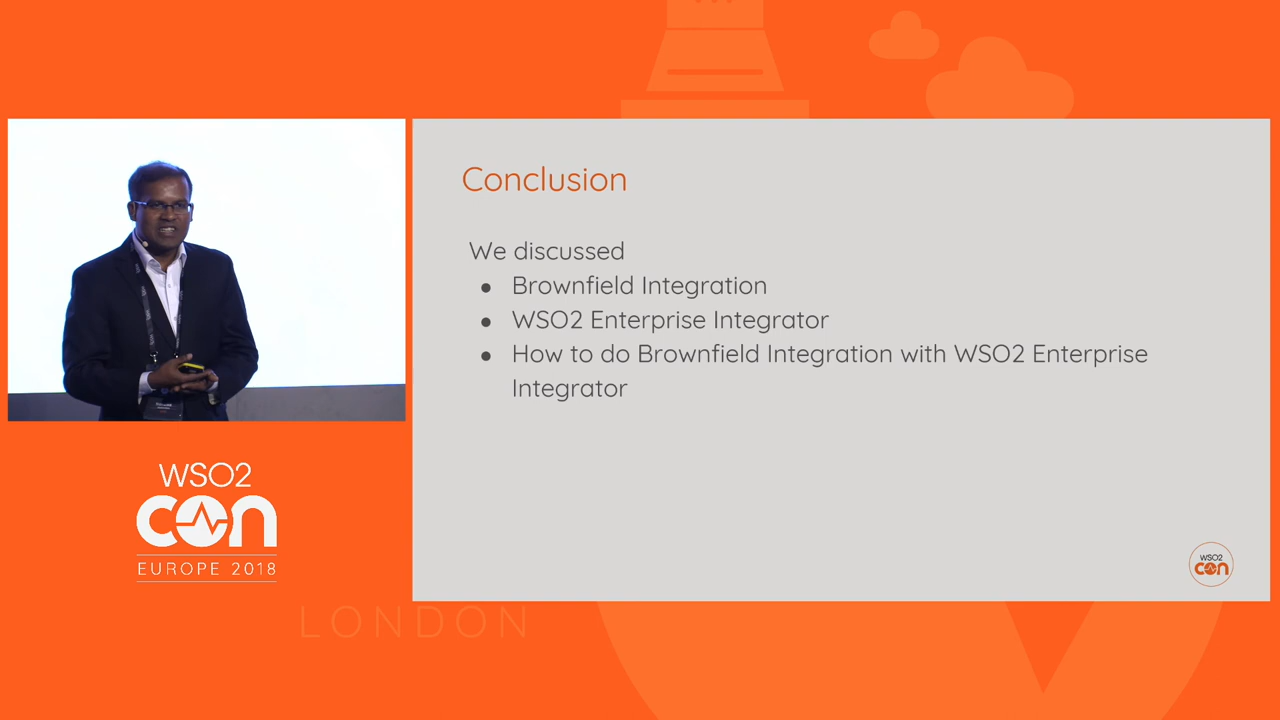 Conclusion
We discussed
● Brownfield Integration
● WSO2 Enterprise Integrator
● How to do Brownfield Integration with WSO2 Enterprise
Integrator
WSO2
con
EUROPE 2018
LONDON
WSO2
con